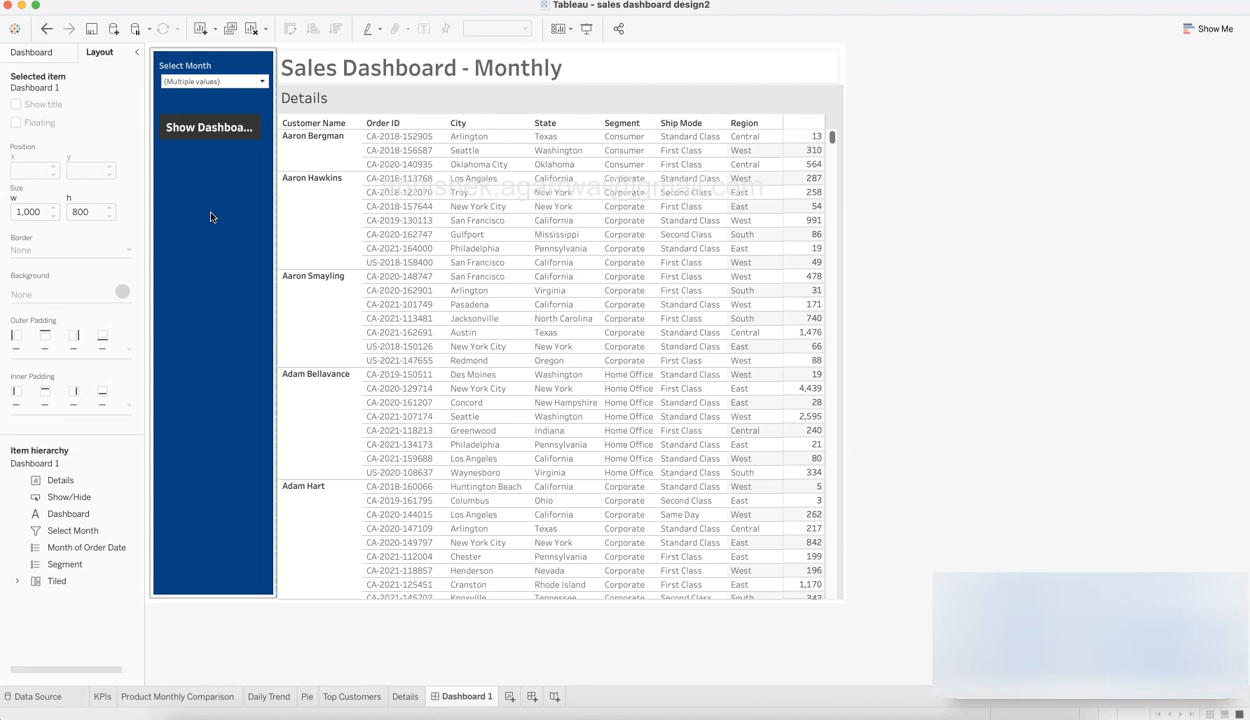 Tableau - sales dashboard design2
Show Me
Dashboard Layout
Selected item
Dashboard 1
Show title
Floating
Position
x y
Size
w h
1,000 800
Border
None
Background
None
Outer Padding
Inner Padding
Item hierarchy
Dashboard 1
Details
Show/Hide
Dashboard
Select Month
Month of Order Date
Segment
Tiled
Select Month
(Multiple values)
Show Dashboa...
Sales Dashboard - Monthly
Details
Customer Name Order ID City State Segment Ship Mode Region
Aaron Bergman CA-2018-152905 Arlington Texas Consumer Standard Class Central 13
CA-2018-156587 Seattle Washington Consumer First Class West 310
CA-2020-140935 Oklahoma City Oklahoma Consumer First Class Central 564
Aaron Hawkins CA-2018-113768 Los Angeles California Corporate Standard Class West 287
CA-2018-122070 Troy New York Corporate Second Class East 258
CA-2018-157644 New York City New York Corporate First Class East 54
CA-2019-130113 San Francisco California Corporate Standard Class West 991
CA-2020-162747 Gulfport Mississippi Corporate Second Class South 86
CA-2021-164000 Philadelphia Pennsylvania Corporate Standard Class East 19
US-2018-158400 San Francisco California Corporate First Class West 49
Aaron Smayling CA-2020-148747 San Francisco California Corporate Standard Class West 478
CA-2020-162901 Arlington Virginia Corporate First Class South 31
CA-2021-101749 Pasadena California Corporate Standard Class West 171
CA-2021-113481 Jacksonville North Carolina Corporate First Class South 740
CA-2021-162691 Austin Texas Corporate Standard Class Central 1,476
US-2018-150126 New York City New York Corporate Standard Class East 66
US-2021-147655 Redmond Oregon Corporate First Class West 88
Adam Bellavance CA-2019-150511 Des Moines Washington Home Office Standard Class West 19
CA-2020-129714 New York City New York Home Office First Class East 4,439
CA-2020-161207 Concord New Hampshire Home Office Standard Class East 28
CA-2021-107174 Seattle Washington Home Office Standard Class West 2,595
CA-2021-118213 Greenwood Indiana Home Office First Class Central 240
CA-2021-134173 Philadelphia Pennsylvania Home Office Standard Class East 21
CA-2021-159688 Los Angeles California Home Office Standard Class West 80
US-2020-108637 Waynesboro Virginia Home Office Standard Class South 334
Adam Hart CA-2018-160066 Huntington Beach California Corporate Standard Class West 5
CA-2019-161795 Columbus Ohio Corporate Second Class East 3
CA-2020-144015 Los Angeles California Corporate Same Day West 262
CA-2020-147109 Arlington Texas Corporate Standard Class Central 217
CA-2020-149797 New York City New York Corporate Standard Class East 842
CA-2021-112004 Chester Pennsylvania Corporate First Class East 199
CA-2021-118857 Henderson Nevada Corporate First Class West 196
CA-2021-125451 Cranston Rhode Island Corporate First Class East 1,170
CA-2021-145702 Knoxville Tennessee Corporate Second Class South 342
Data Source KPIs Product Monthly Comparison Daily Trend Pie Top Customers Details Dashboard 1